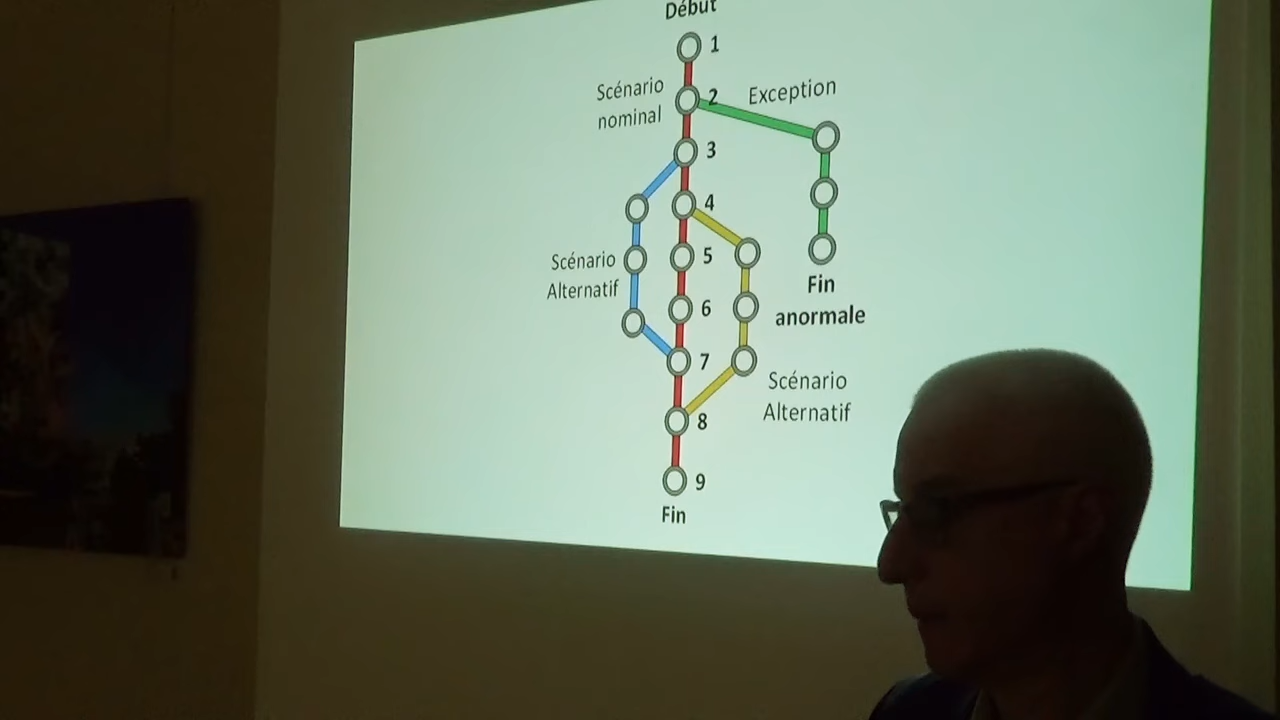 Début
1
Scénario
nominal
2
Exception
3
4
Scénario
Alternatif
5
Fin
anormale
6
7
Scénario
Alternatif
8
9
Fin